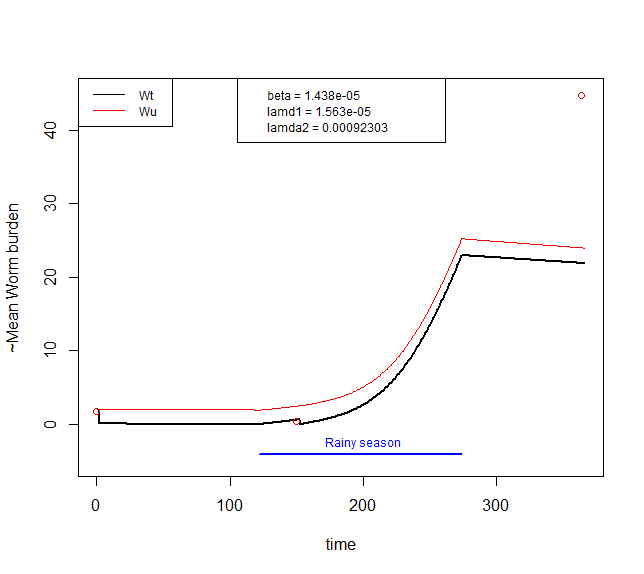 Wt
Wu
beta = 1.438e-05
lamd1 = 1.563e-05
lamda2 = 0.00092303
40
30
20
10
0
~Mean Worm burden
Rainy season
0 100 200 300
time